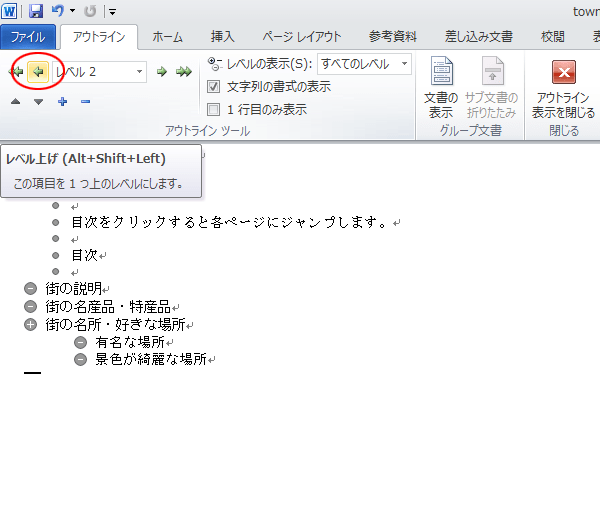 town
ファイル アウトライン ホーム 挿入 ページ レイアウト 参考資料 差し込み文書 校閲
レベル 2
レベルの表示(S): すべてのレベル
文字列の書式の表示
1 行目のみ表示
アウトライン ツール
文書の
表示
サブ文書の
折りたたみ
グループ文書
アウトライン
表示を閉じる
閉じる
レベル上げ (Alt+Shift+Left)
この項目を 1 つ上のレベルにします。
目次をクリックすると各ページにジャンプします。
目次
街の説明
街の名産品・特産品
街の名所・好きな場所
有名な場所
景色が綺麗な場所